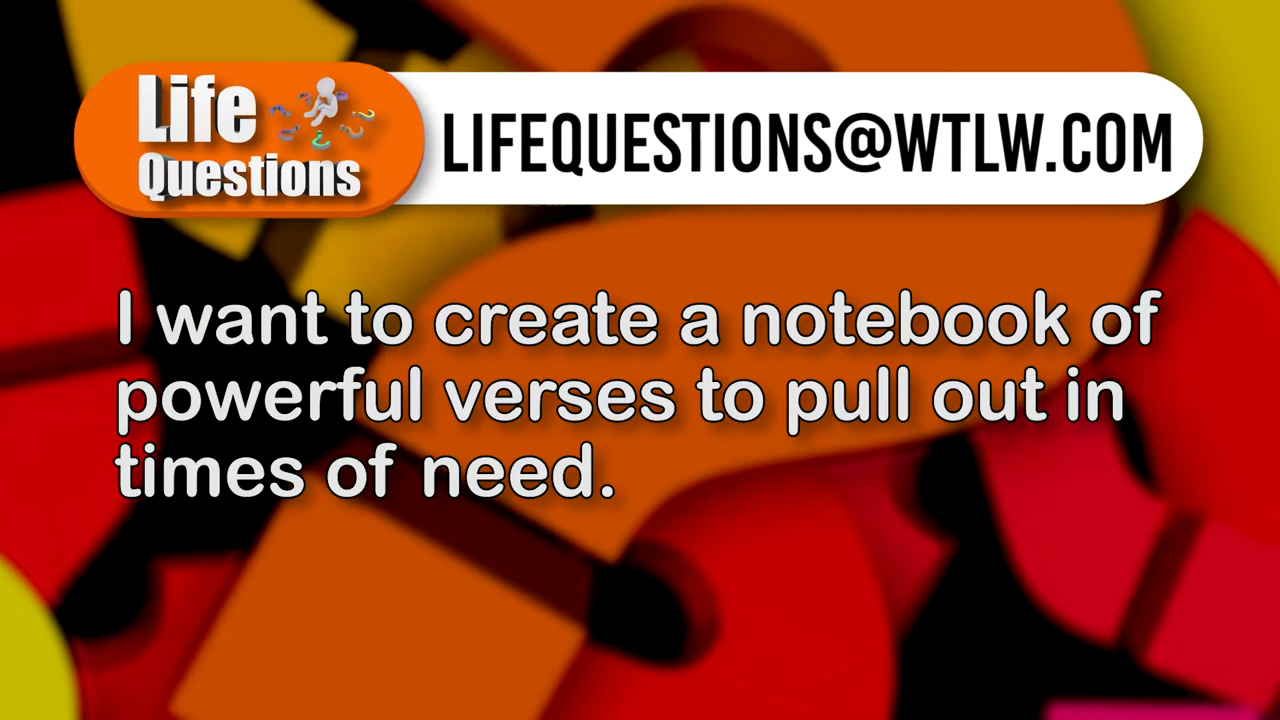 Life
Questions
LIFEQUESTIONS@WTLW.COM
I want to create a notebook of
powerful verses to pull out in
times of need.